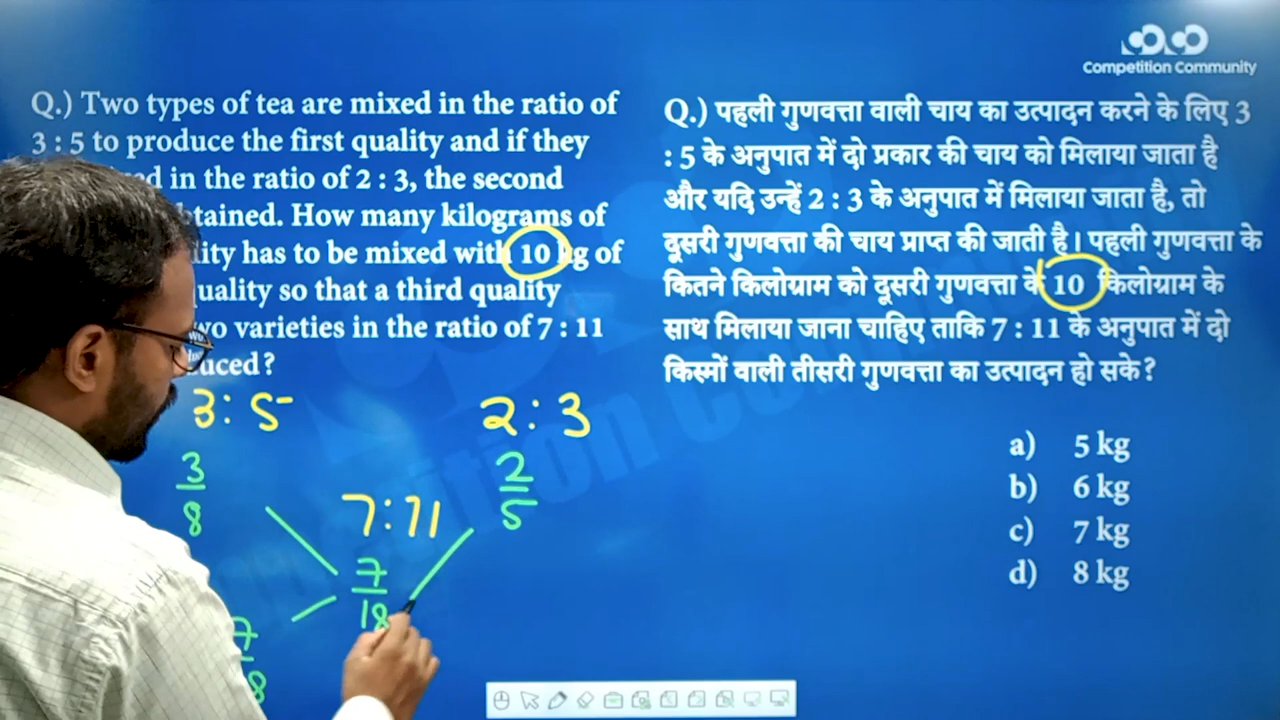 Competition Community
Q.) Two types of tea are mixed in the ratio of
3 : 5 to produce the first quality and if they
in the ratio of 2 : 3, the second
How many kilograms of
has to be mixed with 10 kg of
so that a third quality
varieties in the ratio of 7 : 11
Q.) पहली गुणवत्ता वाली चाय का उत्पादन करने के लिए 3
: 5 के अनुपात में दो प्रकार की चाय को मिलाया जाता है
और यदि उन्हें 2 : 3 के अनुपात में मिलाया जाता है, तो
दूसरी गुणवत्ता की चाय प्राप्त की जाती है। पहली गुणवत्ता के
कितने किलोग्राम को दूसरी गुणवत्ता के 10 किलोग्राम के
साथ मिलाया जाना चाहिए ताकि 7 : 11 के अनुपात में दो
किस्मों वाली तीसरी गुणवत्ता का उत्पादन हो सके?
a) 5 kg
b) 6 kg
c) 7 kg
d) 8 kg
3 : 5
2 : 3
3
8
2
5
7 : 11
7
18
7